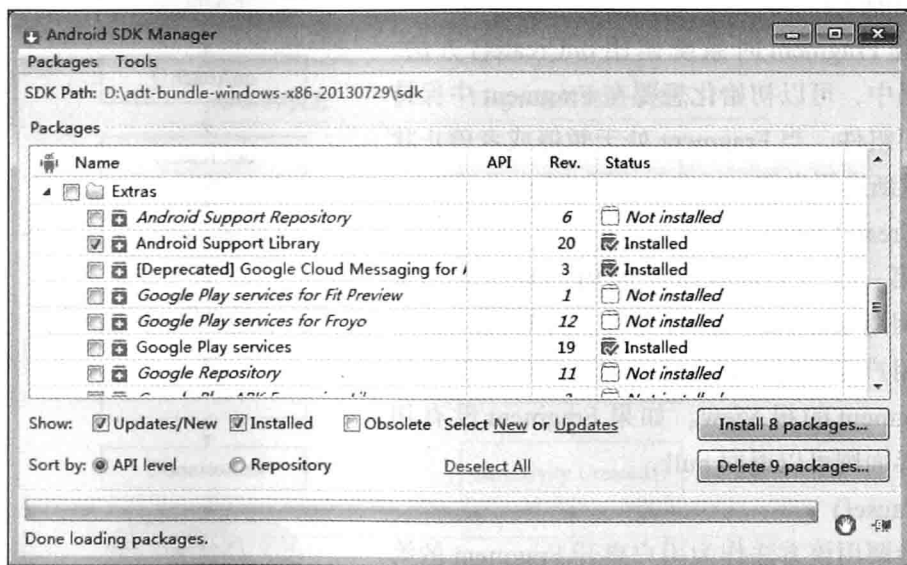 Android SDK Manager
Packages Tools
SDK Path: D:\adt-bundle-windows-x86-20130729\sdk
Packages
Name API Rev. Status
Extras
Android Support Repository 6 Not installed
Android Support Library 20 Installed
[Deprecated] Google Cloud Messaging for 3 Installed
Google Play services for Fit Preview 1 Not installed
Google Play services for Froyo 12 Not installed
Google Play services 19 Installed
Google Repository 11 Not installed
Show: Updates/New Installed Obsolete Select New or Updates Install 8 packages...
Sort by: API level Repository Deselect All Delete 9 packages...
Done loading packages.